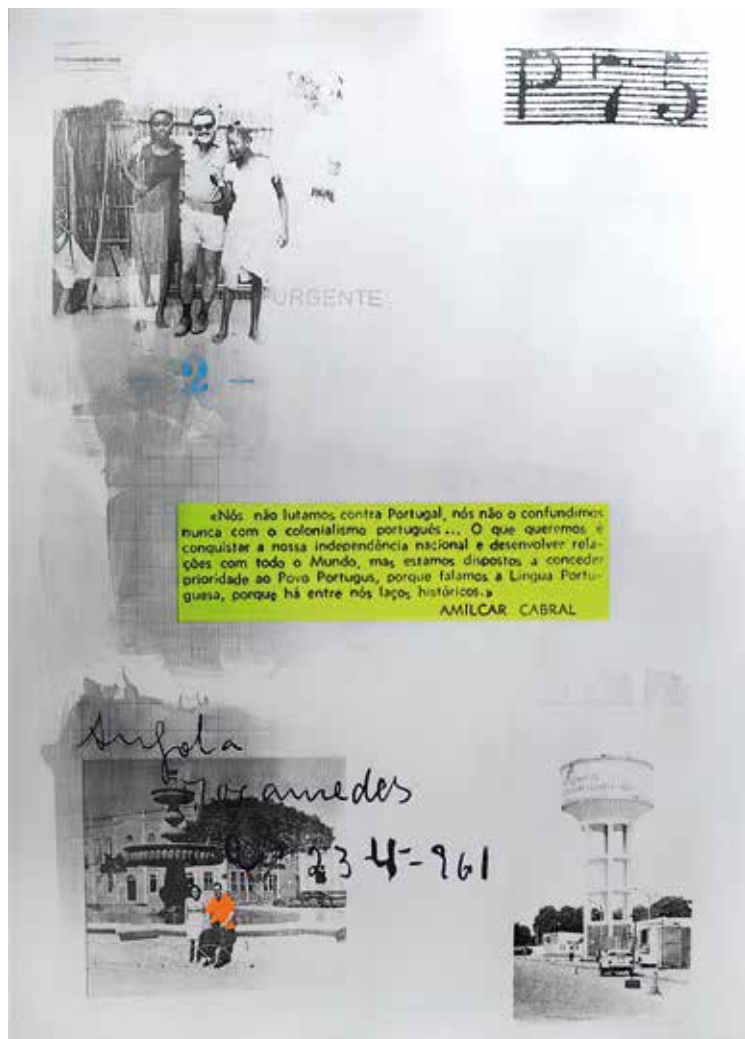 P 75
URGENTE
2
«Nós não lutamos contra Portugal, nós não o confundimos
nunca com o colonialismo português... O que queremos é
conquistar a nossa independência nacional e desenvolver rela-
ções com todo o Mundo, mas estamos dispostos a conceder
prioridade ao Povo Portugus, porque falamos a Lingua Portu-
guesa, porque há entre nós laços históricos.»
AMILCAR CABRAL
Angola
Moçamedes
23-4-961